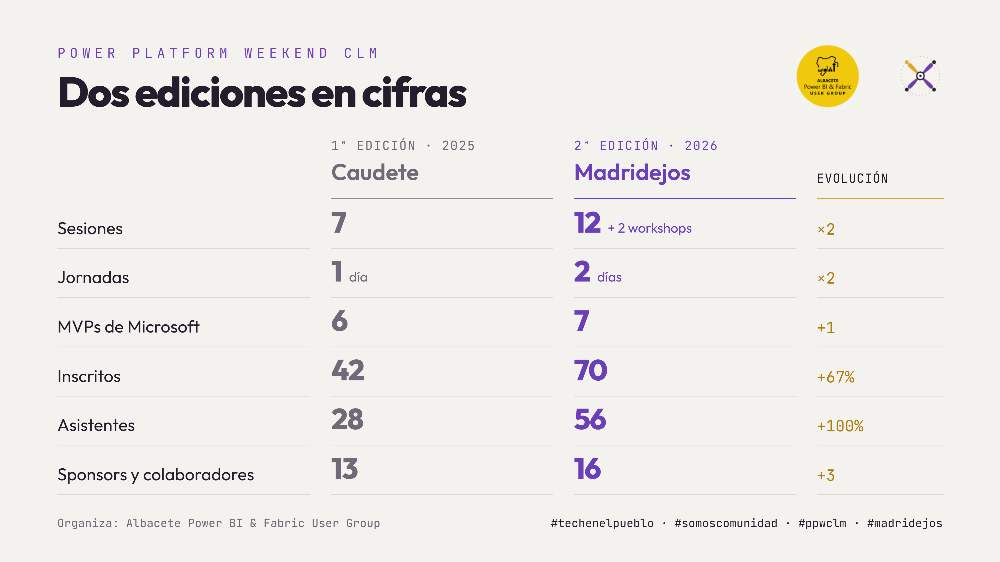 POWER PLATFORM WEEKEND CLM
Dos ediciones en cifras
ALBACETE
Power BI & Fabric
USER GROUP
1ª EDICIÓN · 2025
Caudete
2ª EDICIÓN · 2026
Madridejos
EVOLUCIÓN
Sesiones 7 12 + 2 workshops ×2
Jornadas 1 día 2 días ×2
MVPs de Microsoft 6 7 +1
Inscritos 42 70 +67%
Asistentes 28 56 +100%
Sponsors y colaboradores 13 16 +3
Organiza: Albacete Power BI & Fabric User Group
#techenelpueblo · #somoscomunidad · #ppwclm · #madridejos